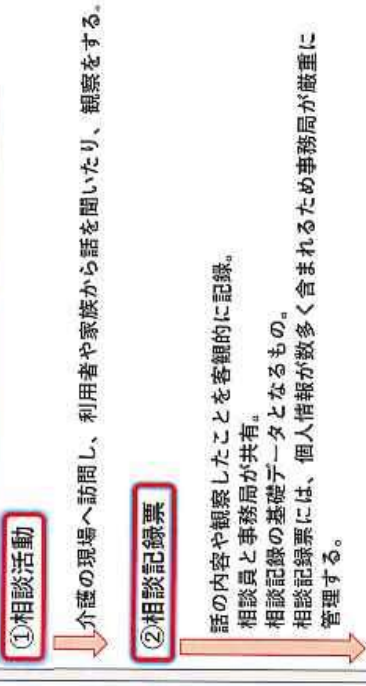 ①相談活動
介護の現場へ訪問し、利用者や家族から話を聞いたり、観察をする。
②相談記録票
話の内容や観察したことを客観的に記録。
相談員と事務局が共有。
相談記録の基礎データとなるもの。
相談記録票には、個人情報が数多く含まれるため事務局が厳重に
管理する。